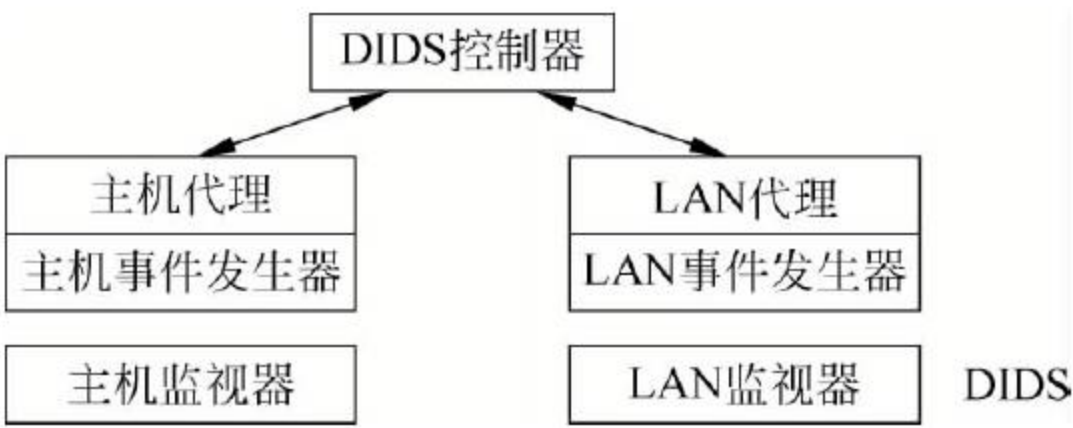 DIDS控制器
主机代理
LAN代理
主机事件发生器
LAN事件发生器
主机监视器
LAN监视器
DIDS